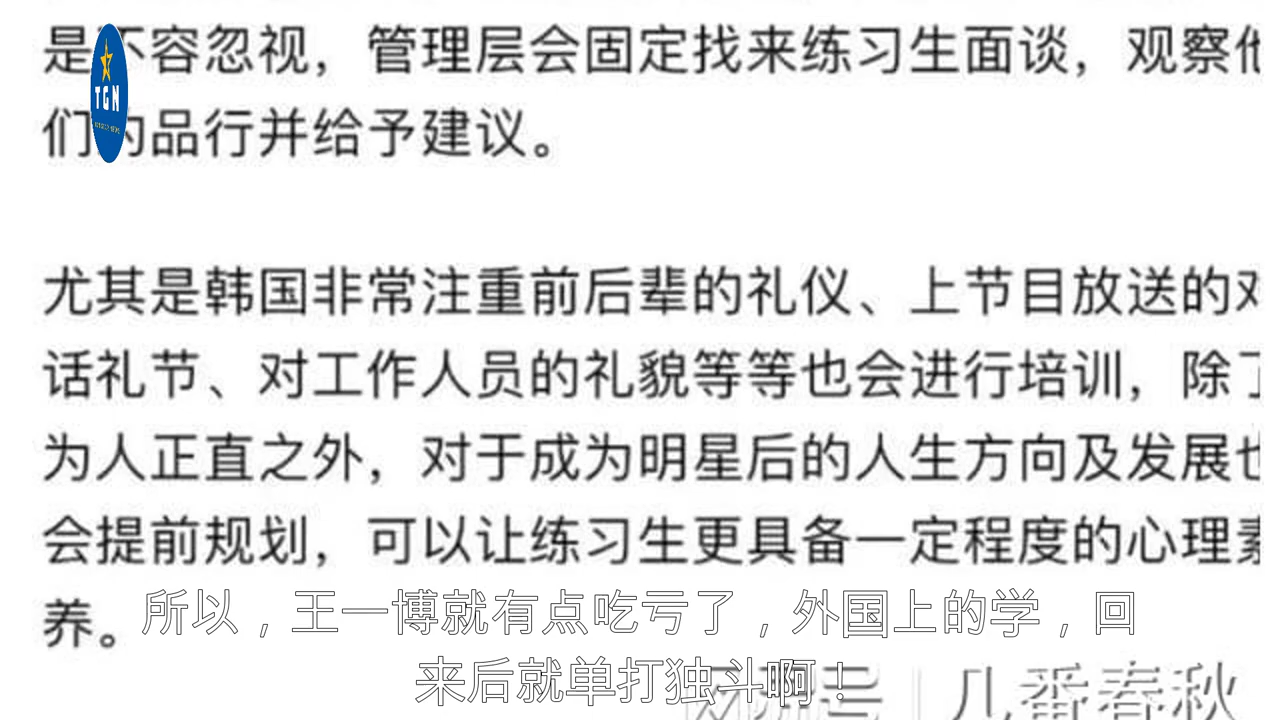 是不容忽视，管理层会固定找来练习生面谈，观察他
们的品行并给予建议。
TGN
尤其是韩国非常注重前后辈的礼仪、上节目放送的对
话礼节、对工作人员的礼貌等等也会进行培训，除了
为人正直之外，对于成为明星后的人生方向及发展也
会提前规划，可以让练习生更具备一定程度的心理素
养。
所以，王一博就有点吃亏了，外国上的学，回
来后就单打独斗啊！
网易号 | 几番春秋